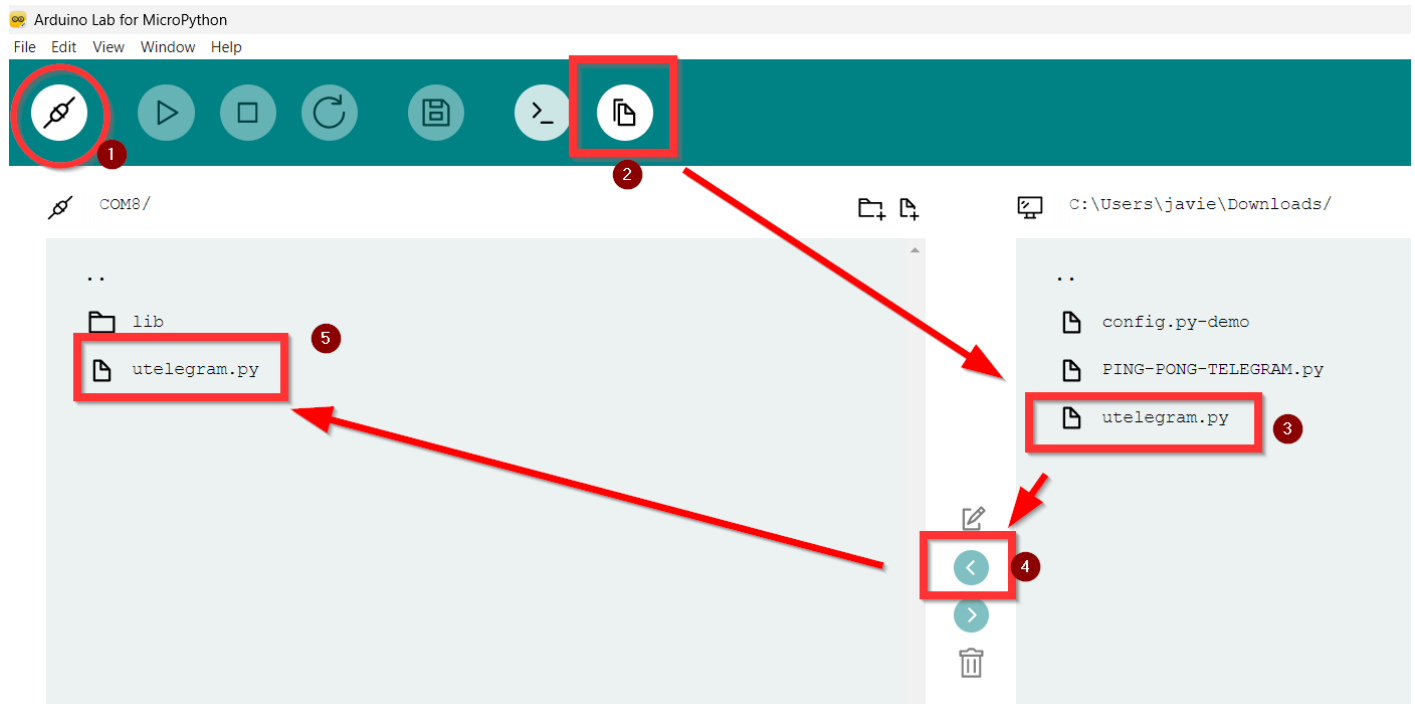 Arduino Lab for MicroPython
File Edit View Window Help
1
2
COM8/
C:\Users\javie\Downloads/
..
lib
5
utelegram.py
..
config.py-demo
PING-PONG-TELEGRAM.py
utelegram.py
3
4